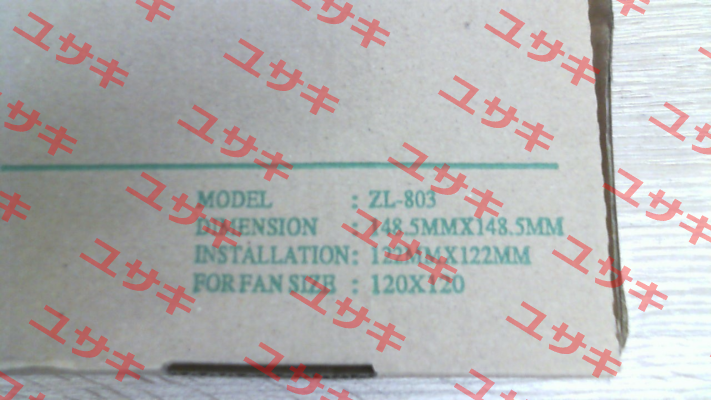 MODEL : ZL-803
DIMENSION : 148.5MMX148.5MM
INSTALLATION : 122MMX122MM
FOR FAN SIZE : 120X120
ユサキ